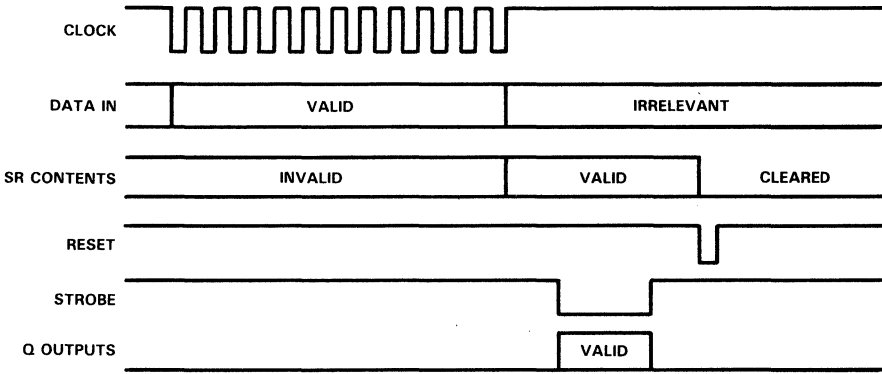 CLOCK
DATA IN VALID IRRELEVANT
SR CONTENTS INVALID VALID CLEARED
RESET
STROBE
Q OUTPUTS VALID